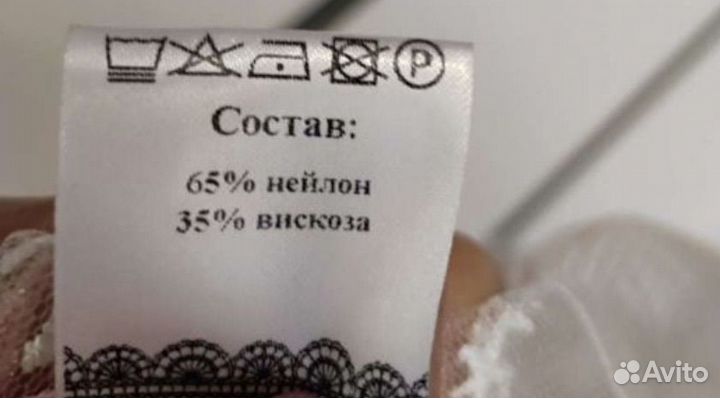 P
Состав:
65% нейлон
35% вискоза
Avito